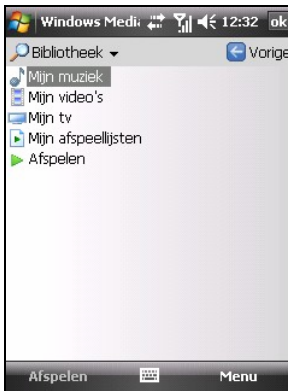 Windows Medi 12:32 ok
Bibliotheek Vorige
Mijn muziek
Mijn video's
Mijn tv
Mijn afspeellijsten
Afspelen
Afspelen Menu